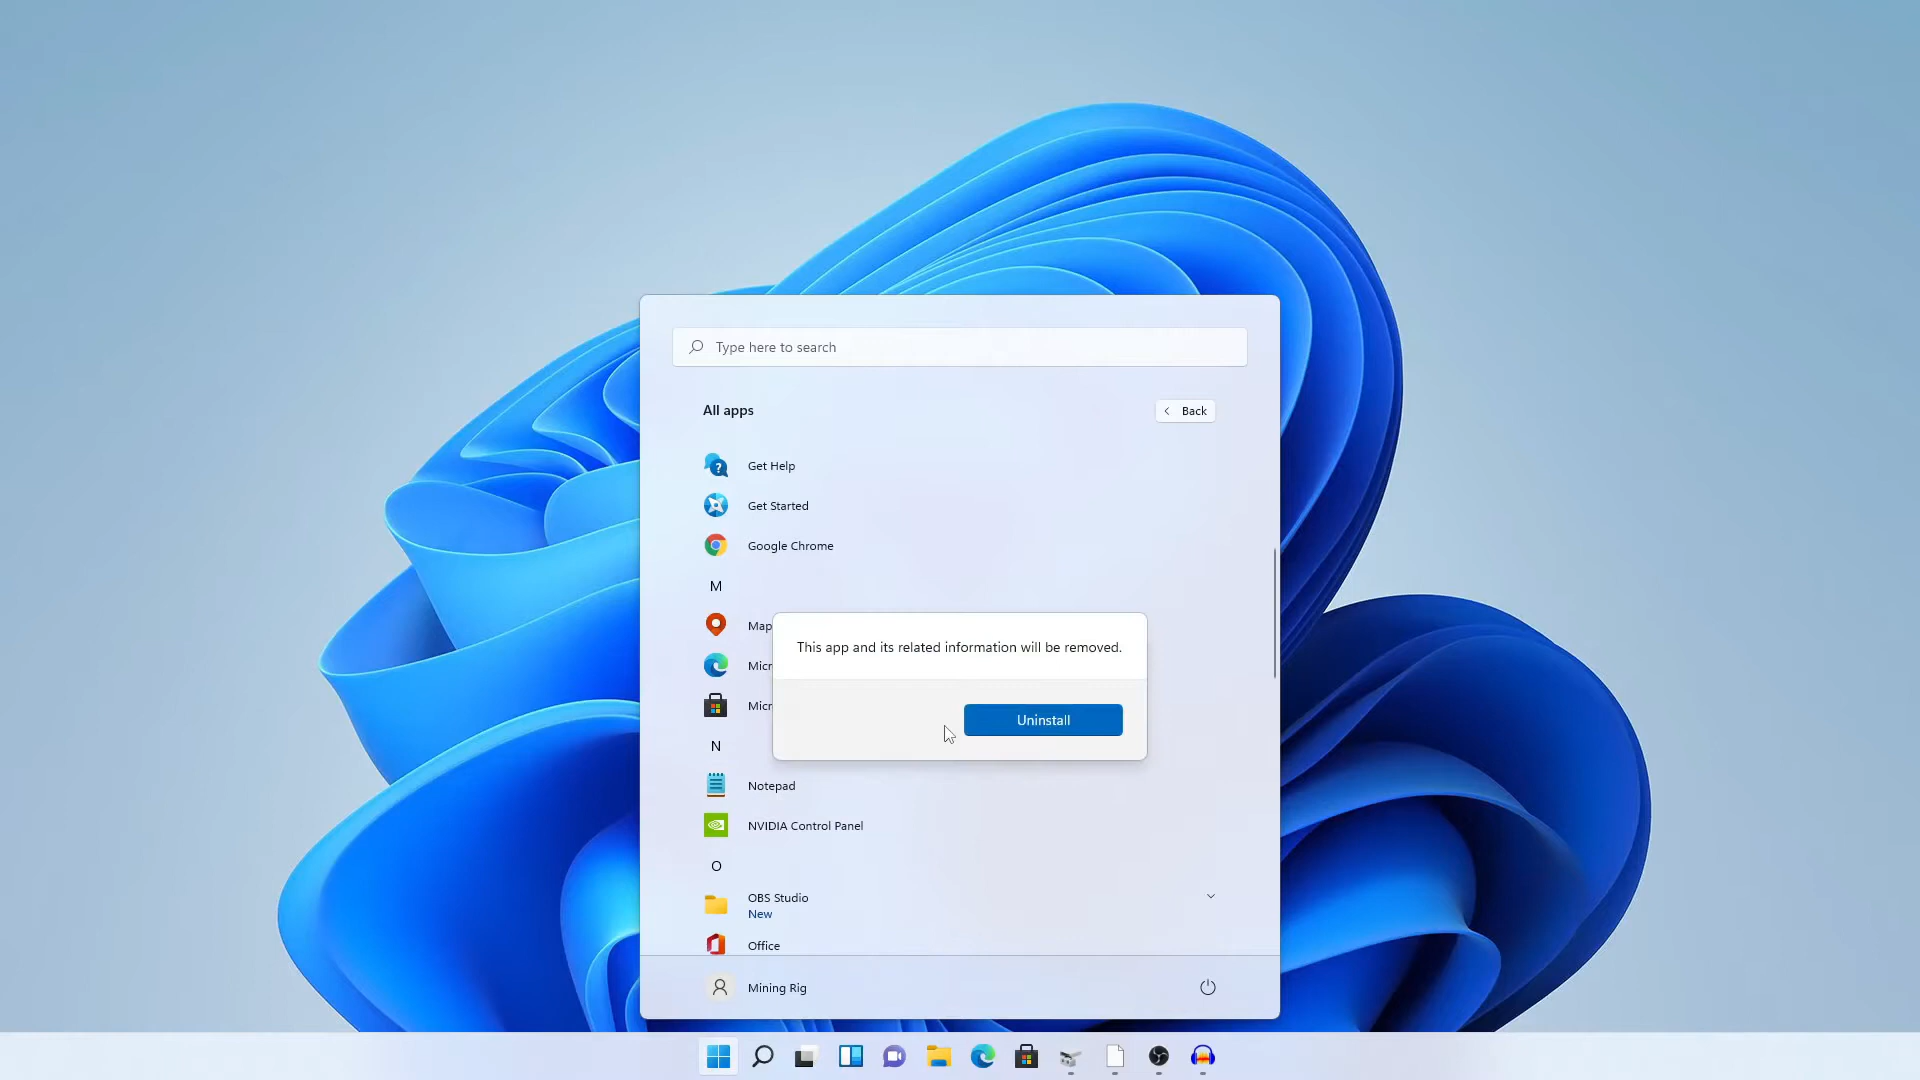 Type here to search
All apps
Back
Get Help
Get Started
Google Chrome
M
Map
This app and its related information will be removed.
Micr
Micr
Uninstall
N
Notepad
NVIDIA Control Panel
O
OBS Studio
New
Office
Mining Rig